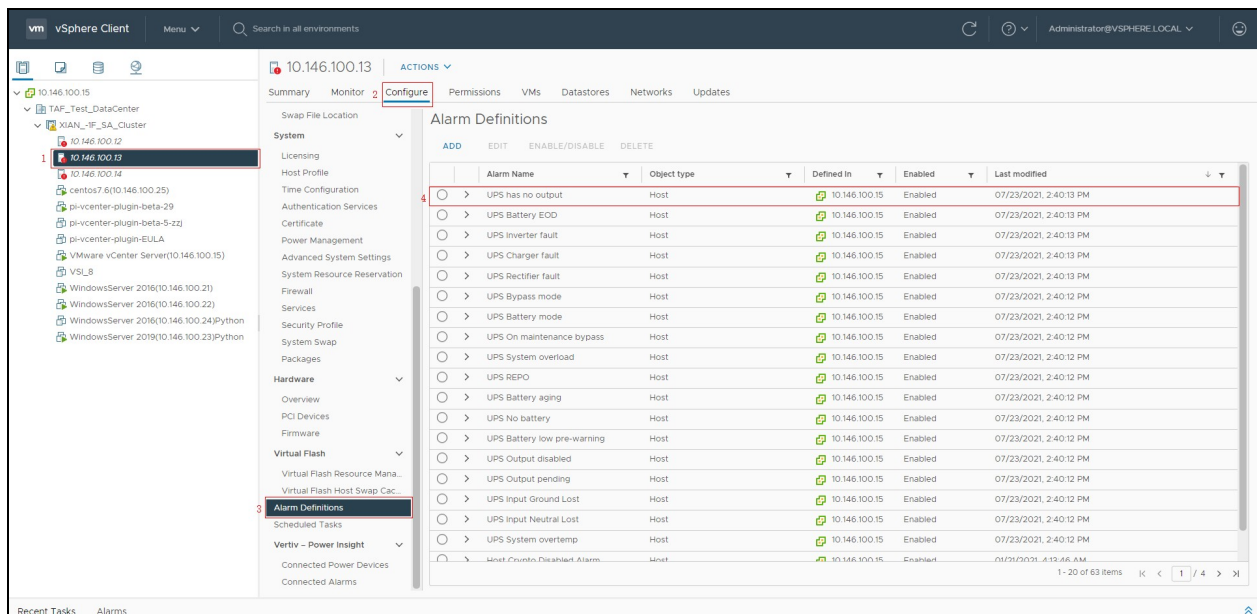 vm vSphere Client Menu Search in all environments Administrator@VSPHERE.LOCAL
10.146.100.15
TAF_Test_DataCenter
XIAN_-1F_SA_Cluster
10.146.100.12
1 10.146.100.13
10.146.100.14
centos7.6(10.146.100.25)
pi-vcenter-plugin-beta-29
pi-vcenter-plugin-beta-5-zzj
pi-vcenter-plugin-EULA
VMware vCenter Server(10.146.100.15)
VSI_8
WindowsServer 2016(10.146.100.21)
WindowsServer 2016(10.146.100.22)
WindowsServer 2016(10.146.100.24)Python
WindowsServer 2019(10.146.100.23)Python
10.146.100.13 ACTIONS
Summary Monitor 2 Configure Permissions VMs Datastores Networks Updates
Swap File Location
System
Licensing
Host Profile
Time Configuration
Authentication Services
Certificate
Power Management
Advanced System Settings
System Resource Reservation
Firewall
Services
Security Profile
System Swap
Packages
Hardware
Overview
PCI Devices
Firmware
Virtual Flash
Virtual Flash Resource Mana...
Virtual Flash Host Swap Cac...
3 Alarm Definitions
Scheduled Tasks
Vertiv – Power Insight
Connected Power Devices
Connected Alarms
Alarm Definitions
ADD EDIT ENABLE/DISABLE DELETE
Alarm Name Object type Defined In Enabled Last modified
4 UPS has no output Host 10.146.100.15 Enabled 07/23/2021, 2:40:13 PM
UPS Battery EOD Host 10.146.100.15 Enabled 07/23/2021, 2:40:13 PM
UPS Inverter fault Host 10.146.100.15 Enabled 07/23/2021, 2:40:13 PM
UPS Charger fault Host 10.146.100.15 Enabled 07/23/2021, 2:40:13 PM
UPS Rectifier fault Host 10.146.100.15 Enabled 07/23/2021, 2:40:13 PM
UPS Bypass mode Host 10.146.100.15 Enabled 07/23/2021, 2:40:12 PM
UPS Battery mode Host 10.146.100.15 Enabled 07/23/2021, 2:40:12 PM
UPS On maintenance bypass Host 10.146.100.15 Enabled 07/23/2021, 2:40:12 PM
UPS System overload Host 10.146.100.15 Enabled 07/23/2021, 2:40:12 PM
UPS REPO Host 10.146.100.15 Enabled 07/23/2021, 2:40:12 PM
UPS Battery aging Host 10.146.100.15 Enabled 07/23/2021, 2:40:12 PM
UPS No battery Host 10.146.100.15 Enabled 07/23/2021, 2:40:12 PM
UPS Battery low pre-warning Host 10.146.100.15 Enabled 07/23/2021, 2:40:12 PM
UPS Output disabled Host 10.146.100.15 Enabled 07/23/2021, 2:40:12 PM
UPS Output pending Host 10.146.100.15 Enabled 07/23/2021, 2:40:12 PM
UPS Input Ground Lost Host 10.146.100.15 Enabled 07/23/2021, 2:40:12 PM
UPS Input Neutral Lost Host 10.146.100.15 Enabled 07/23/2021, 2:40:12 PM
UPS System overtemp Host 10.146.100.15 Enabled 07/23/2021, 2:40:12 PM
Host Crypto Disabled Alarm Host 10.146.100.15 Enabled 01/21/2021, 4:13:46 AM
1 - 20 of 63 items 1 / 4
Recent Tasks Alarms